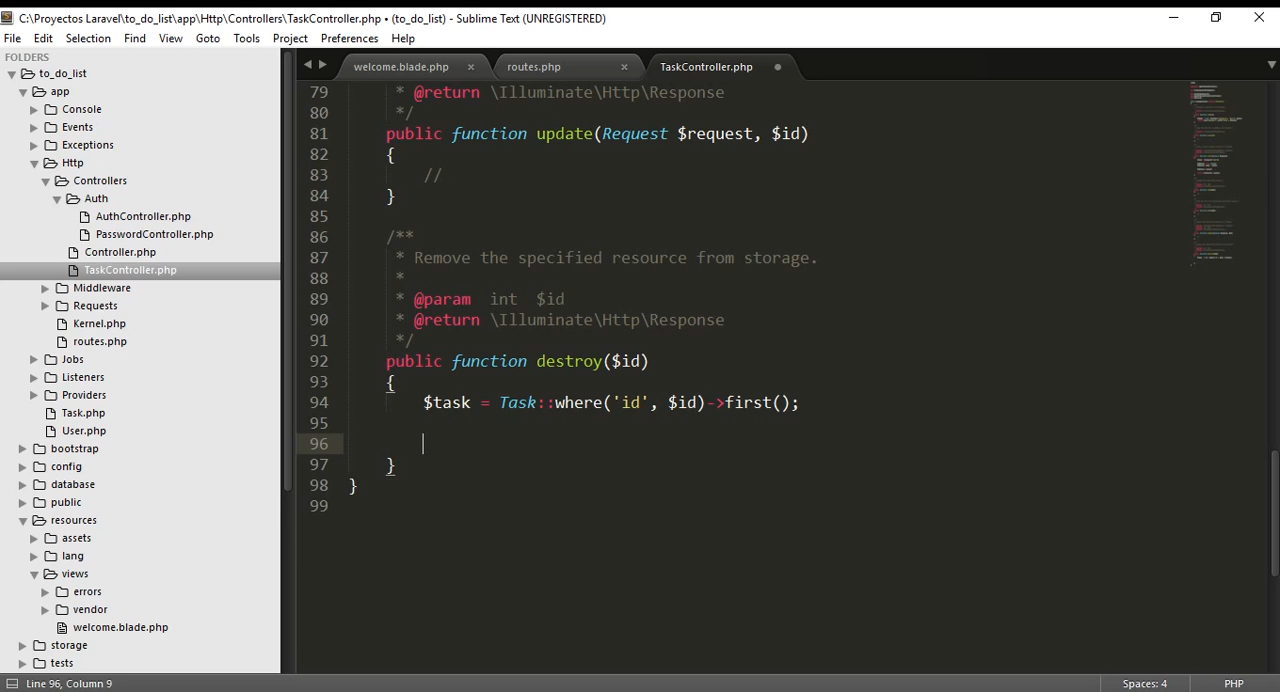 C:\Proyectos Laravel\to_do_list\app\Http\Controllers\TaskController.php • (to_do_list) - Sublime Text (UNREGISTERED)
File Edit Selection Find View Goto Tools Project Preferences Help
FOLDERS
to_do_list
app
Console
Events
Exceptions
Http
Controllers
Auth
AuthController.php
PasswordController.php
Controller.php
TaskController.php
Middleware
Requests
Kernel.php
routes.php
Jobs
Listeners
Providers
Task.php
User.php
bootstrap
config
database
public
resources
assets
lang
views
errors
vendor
welcome.blade.php
storage
tests
welcome.blade.php × routes.php × TaskController.php
79 * @return \Illuminate\Http\Response
80 */
81 public function update(Request $request, $id)
82 {
83 //
84 }
85
86 /**
87 * Remove the specified resource from storage.
88 *
89 * @param  int  $id
90 * @return \Illuminate\Http\Response
91 */
92 public function destroy($id)
93 {
94 $task = Task::where('id', $id)->first();
95
96
97 }
98 }
99
Line 96, Column 9 Spaces: 4 PHP